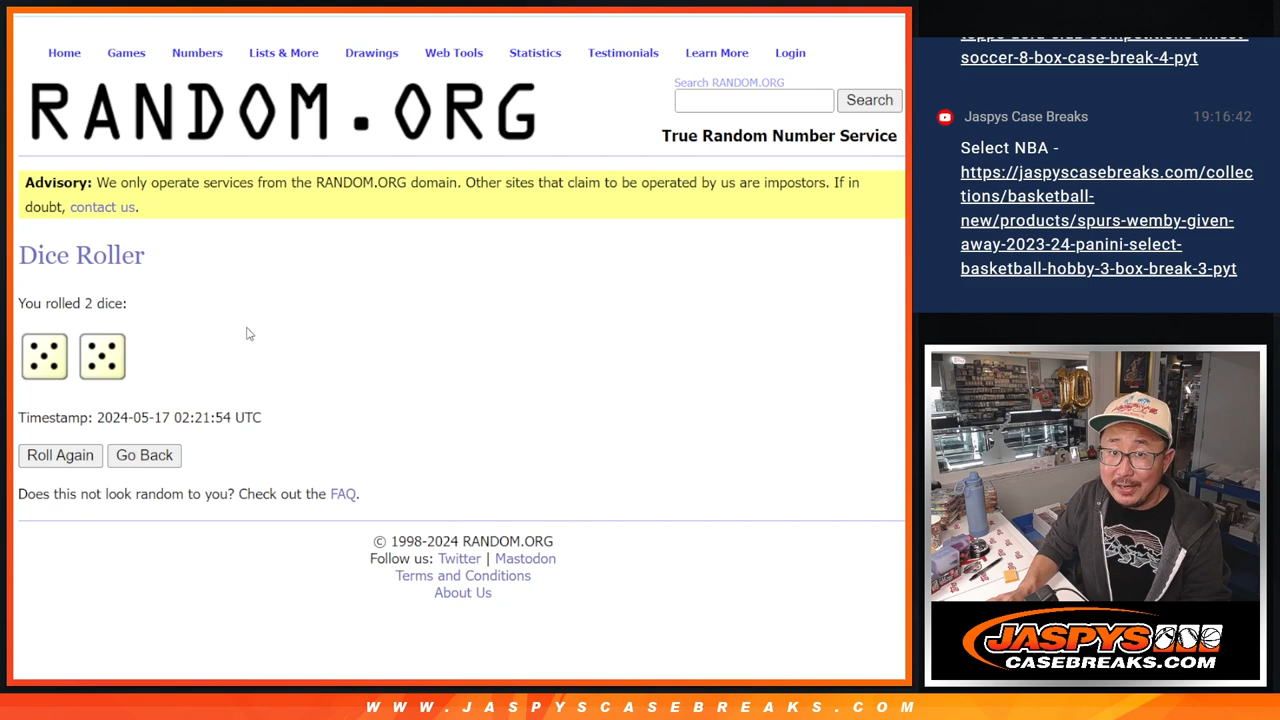 Home Games Numbers Lists & More Drawings Web Tools Statistics Testimonials Learn More Login
RANDOM.ORG
Search RANDOM.ORG
Search
True Random Number Service
Advisory: We only operate services from the RANDOM.ORG domain. Other sites that claim to be operated by us are impostors. If in
doubt, contact us.
Dice Roller
You rolled 2 dice:
Timestamp: 2024-05-17 02:21:54 UTC
Roll Again Go Back
Does this not look random to you? Check out the FAQ.
© 1998-2024 RANDOM.ORG
Follow us: Twitter | Mastodon
Terms and Conditions
About Us
soccer-8-box-case-break-4-pyt
Jaspys Case Breaks 19:16:42
Select NBA -
https://jaspyscasebreaks.com/collec
tions/basketball-
new/products/spurs-wemby-given-
away-2023-24-panini-select-
basketball-hobby-3-box-break-3-pyt
10
JASPYS
CASEBREAKS.COM
WWW.JASPYSCASEBREAKS.COM